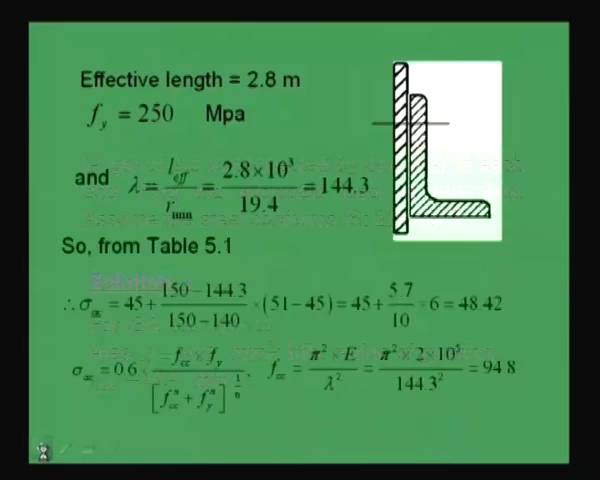 Effective length = 2.8 m
f_y = 250 Mpa
and λ = l_eff / r_min = 2.8×10³ / 19.4 = 144.3
So, from Table 5.1
Solution
∴ σ_ac = 45 + (150 − 144.3) / (150 − 140) × (51 − 45) = 45 + 5.7 / 10 × 6 = 48.42
σ_ac = 0.6 × f_cc × f_y / [f_cc^n + f_y^n]^(1/n), f_cc = π² × E / λ² = π² × 2×10⁵ / 144.3² = 94.8